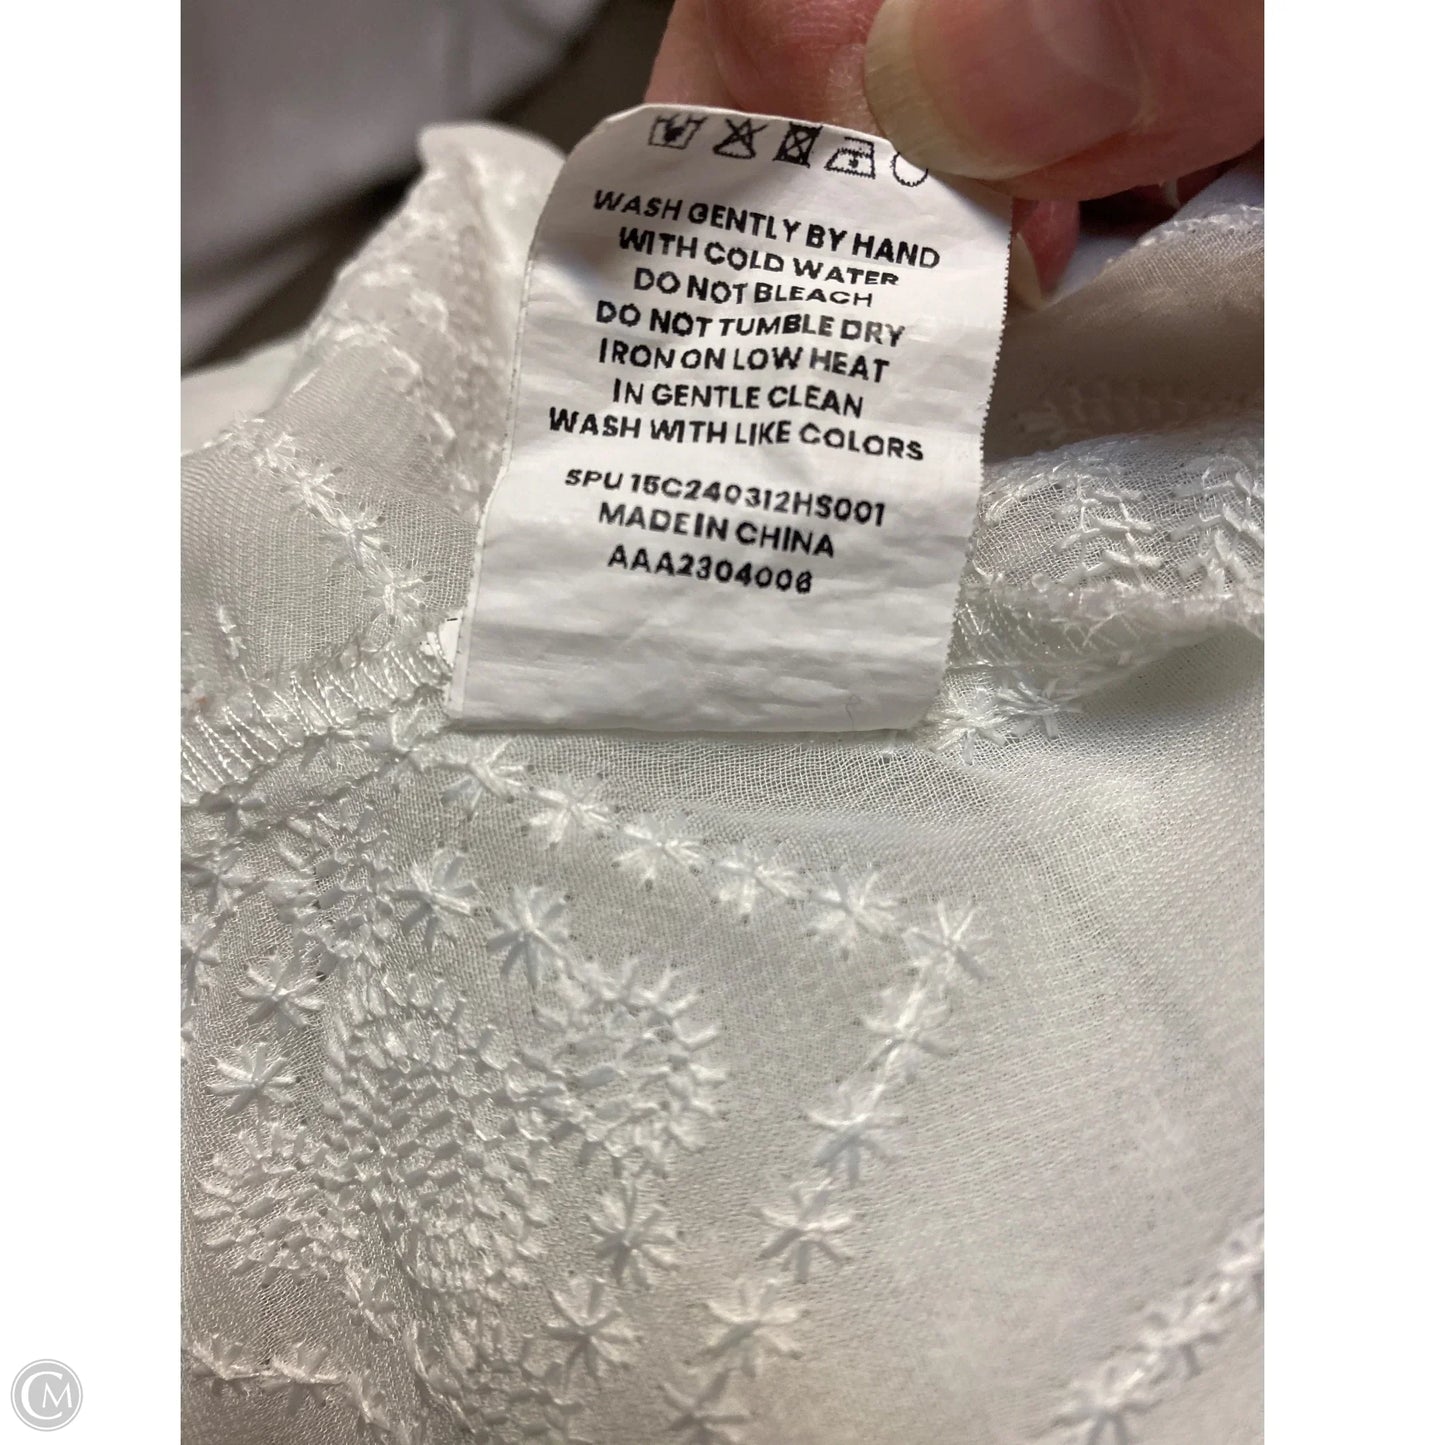 WASH GENTLY BY HAND
WITH COLD WATER
DO NOT BLEACH
DO NOT TUMBLE DRY
IRON ON LOW HEAT
IN GENTLE CLEAN
WASH WITH LIKE COLORS
SPU 15C240312HS001
MADE IN CHINA
AAA2304006
CM